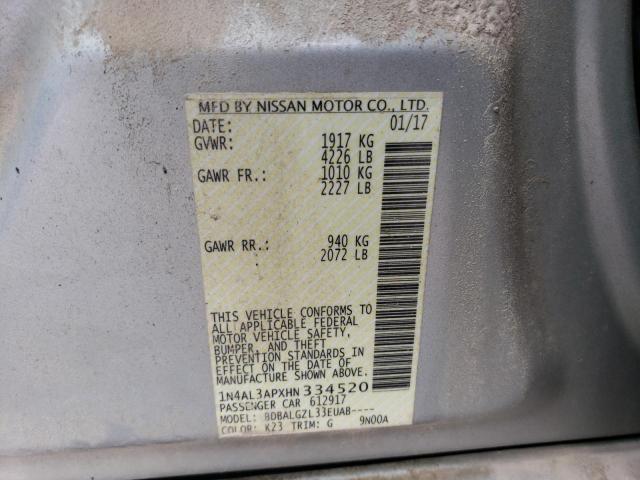 MFD BY NISSAN MOTOR CO., LTD.
DATE: 01/17
GVWR: 1917 KG
4226 LB
GAWR FR.: 1010 KG
2227 LB
GAWR RR.: 940 KG
2072 LB
THIS VEHICLE CONFORMS TO
ALL APPLICABLE FEDERAL
MOTOR VEHICLE SAFETY,
BUMPER, AND THEFT
PREVENTION STANDARDS IN
EFFECT ON THE DATE OF
MANUFACTURE SHOWN ABOVE.
1N4AL3APXHN334520
PASSENGER CAR 612917
MODEL: BDBALGZL33EUAB----
COLOR: K23 TRIM: G 9N00A